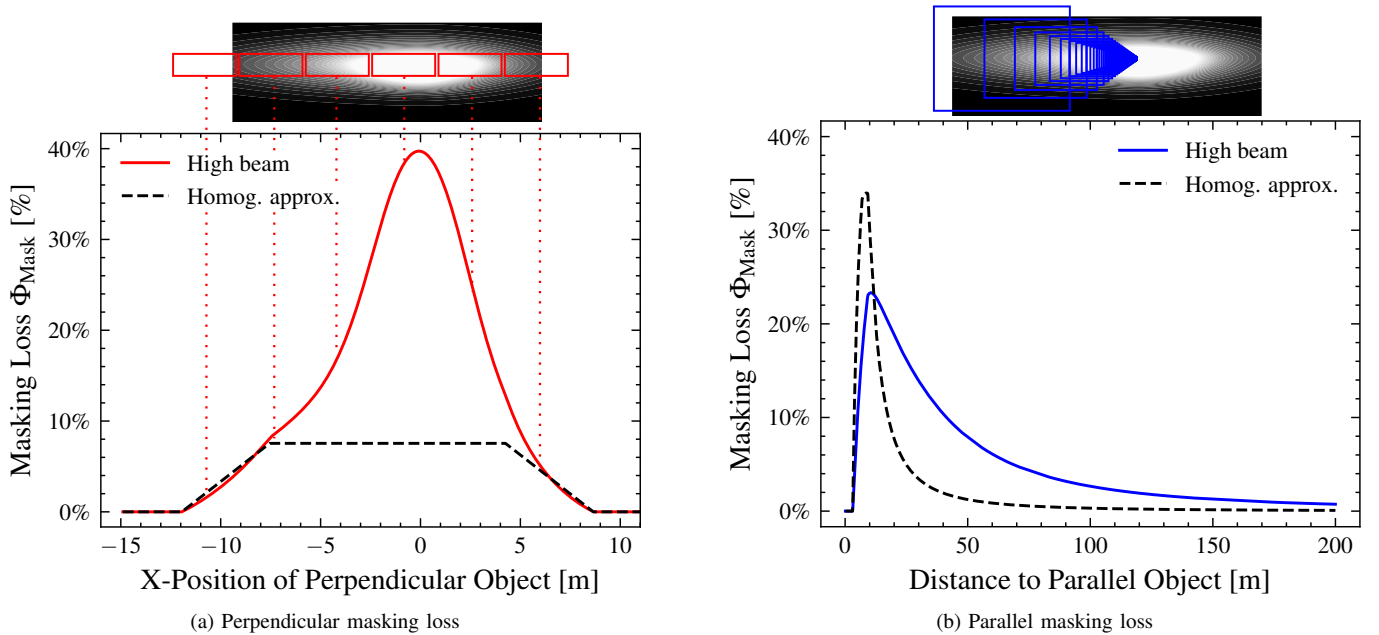 40%
30%
20%
10%
0%
Masking Loss Φ_Mask [%]
High beam
Homog. approx.
−15 −10 −5 0 5 10
X-Position of Perpendicular Object [m]
(a) Perpendicular masking loss
40%
30%
20%
10%
0%
Masking Loss Φ_Mask [%]
High beam
Homog. approx.
0 50 100 150 200
Distance to Parallel Object [m]
(b) Parallel masking loss